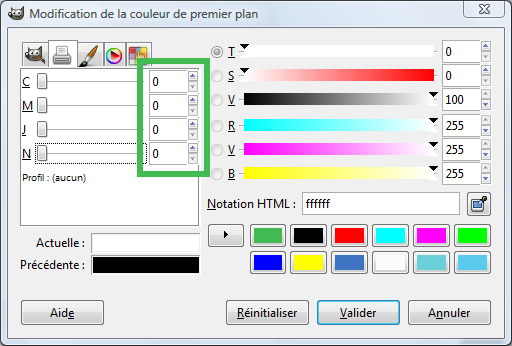 Modification de la couleur de premier plan
C 0
M 0
J 0
N 0
Profil : (aucun)
Actuelle :
Précédente :
T 0
S 0
V 100
R 255
V 255
B 255
Notation HTML : ffffff
Aide
Réinitialiser
Valider
Annuler